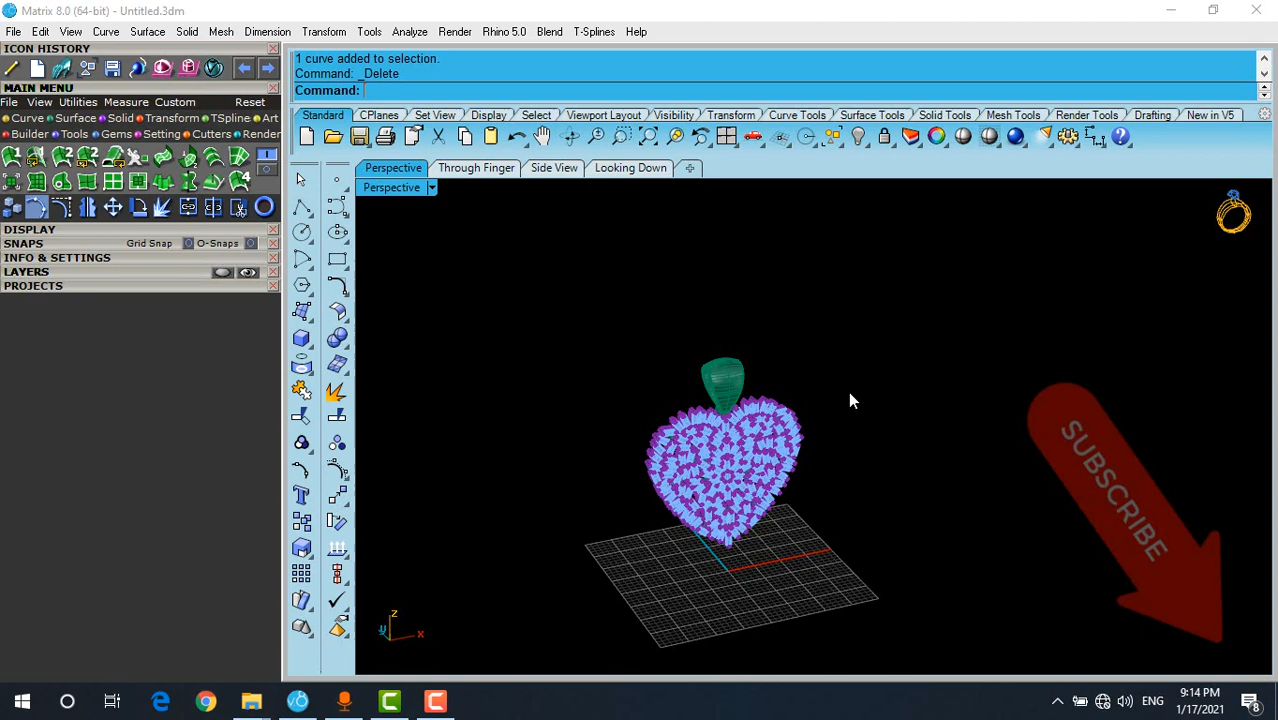 Matrix 8.0 (64-bit) - Untitled.3dm
File Edit View Curve Surface Solid Mesh Dimension Transform Tools Analyze Render Rhino 5.0 Blend T-Splines Help
ICON HISTORY
MAIN MENU
File View Utilities Measure Custom Reset
Curve Surface Solid Transform TSpline Art
Builder Tools Gems Setting Cutters Render
DISPLAY
SNAPS Grid Snap O-Snaps
INFO & SETTINGS
LAYERS
PROJECTS
1 curve added to selection.
Command: _Delete
Command:
Standard CPlanes Set View Display Select Viewport Layout Visibility Transform Curve Tools Surface Tools Solid Tools Mesh Tools Render Tools Drafting New in V5
Perspective Through Finger Side View Looking Down
Perspective
SUBSCRIBE
z
y
x
ENG
9:14 PM
1/17/2021
8